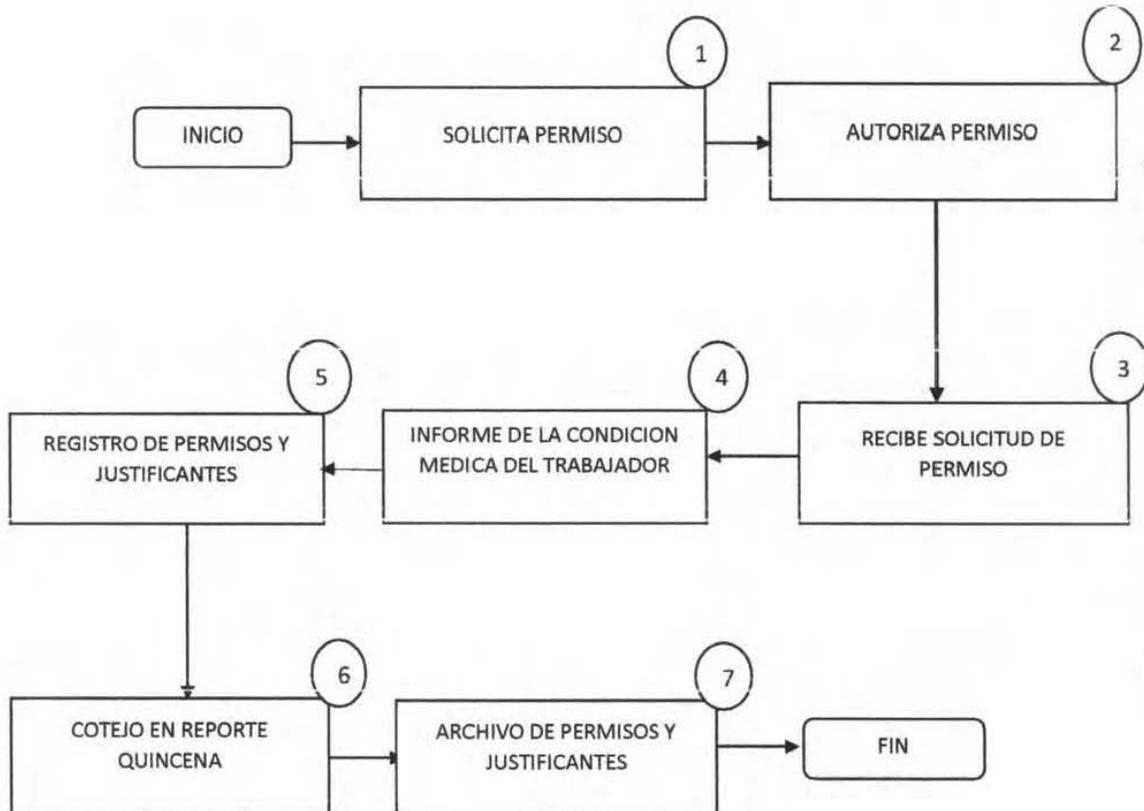 1
2
INICIO
SOLICITA PERMISO
AUTORIZA PERMISO
3
RECIBE SOLICITUD DE
PERMISO
4
INFORME DE LA CONDICION
MEDICA DEL TRABAJADOR
5
REGISTRO DE PERMISOS Y
JUSTIFICANTES
6
COTEJO EN REPORTE
QUINCENA
7
ARCHIVO DE PERMISOS Y
JUSTIFICANTES
FIN